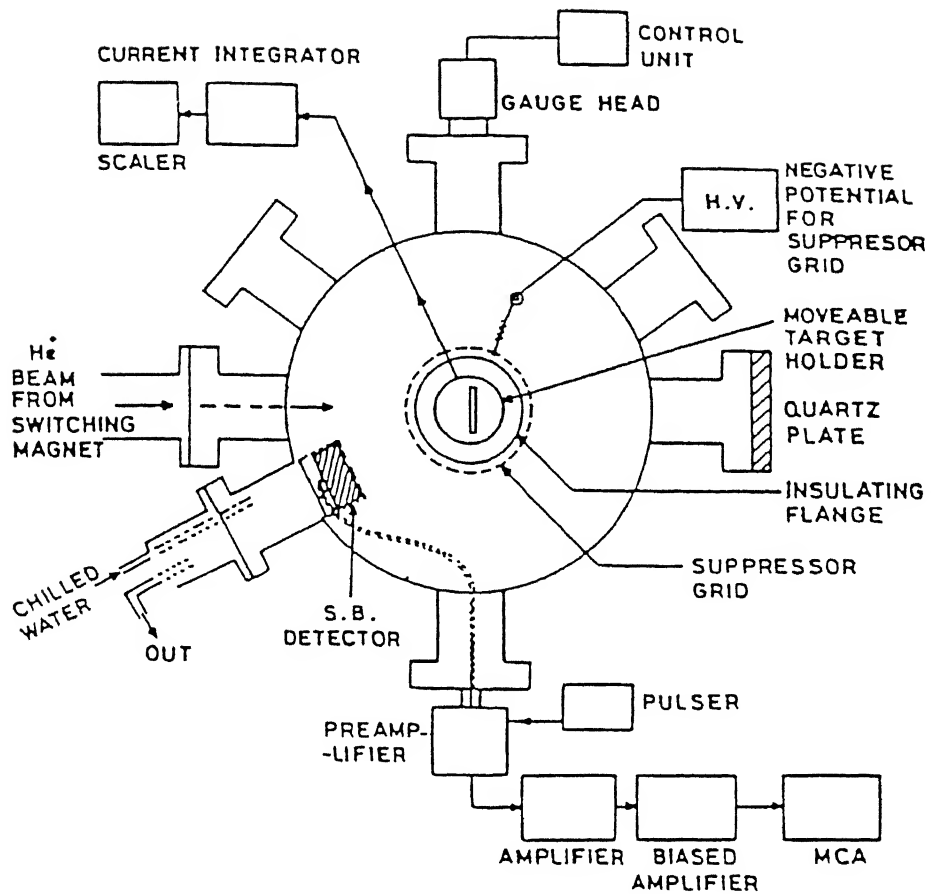 CONTROL
UNIT
CURRENT INTEGRATOR
GAUGE HEAD
SCALER
NEGATIVE
POTENTIAL
FOR
SUPPRESOR
GRID
H.V.
MOVEABLE
TARGET
HOLDER
He+
BEAM
FROM
SWITCHING
MAGNET
QUARTZ
PLATE
INSULATING
FLANGE
SUPPRESSOR
GRID
CHILLED
WATER
OUT
S.B.
DETECTOR
PREAMP-
-LIFIER
PULSER
AMPLIFIER
BIASED
AMPLIFIER
MCA